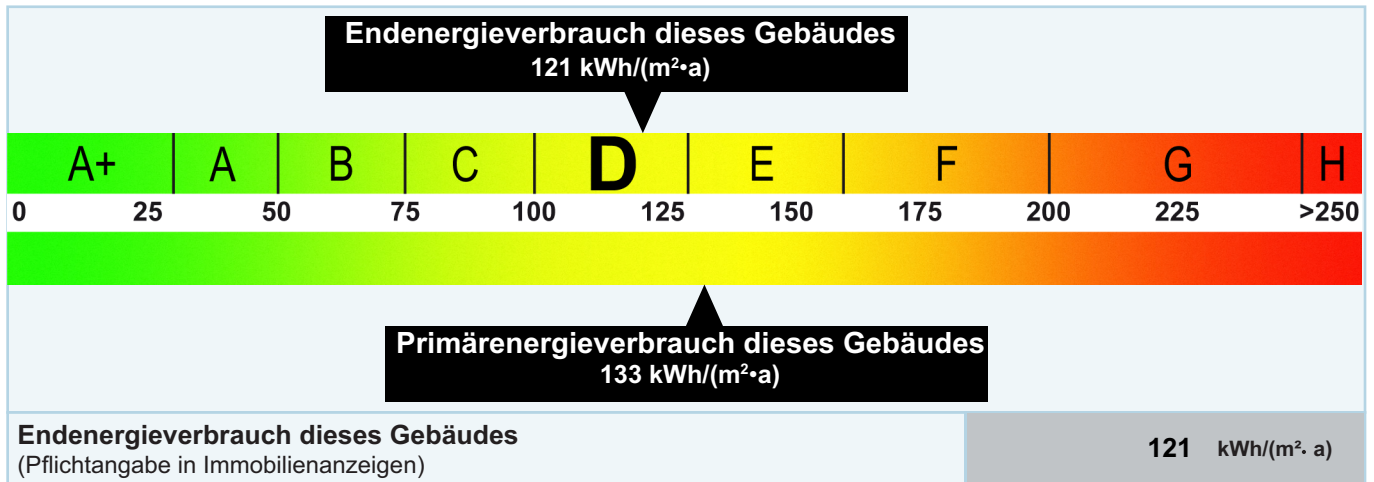 Endenergieverbrauch dieses Gebäudes
121 kWh/(m²•a)
A+ A B C D E F G H
0 25 50 75 100 125 150 175 200 225 >250
Primärenergieverbrauch dieses Gebäudes
133 kWh/(m²•a)
Endenergieverbrauch dieses Gebäudes
(Pflichtangabe in Immobilienanzeigen)
121 kWh/(m²· a)